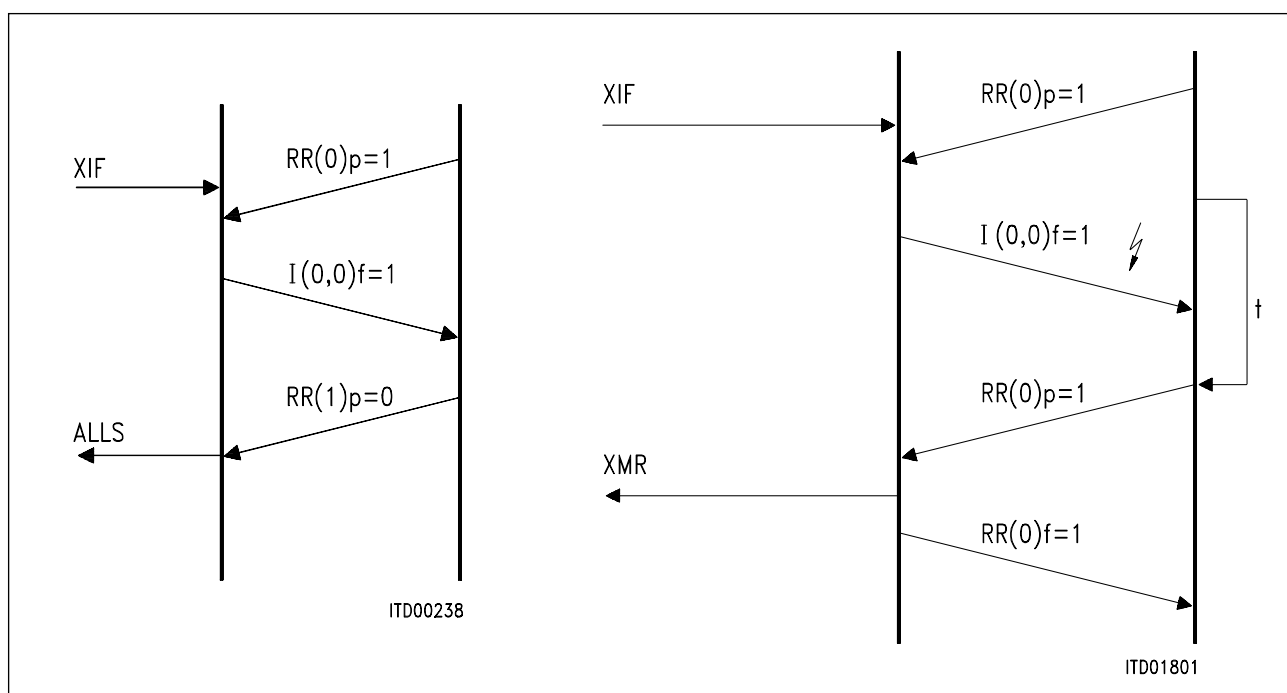 XIF
RR(0)p=1
I(0,0)f=1
RR(1)p=0
ALLS
ITD00238
XIF
RR(0)p=1
I(0,0)f=1
t
RR(0)p=1
XMR
RR(0)f=1
ITD01801